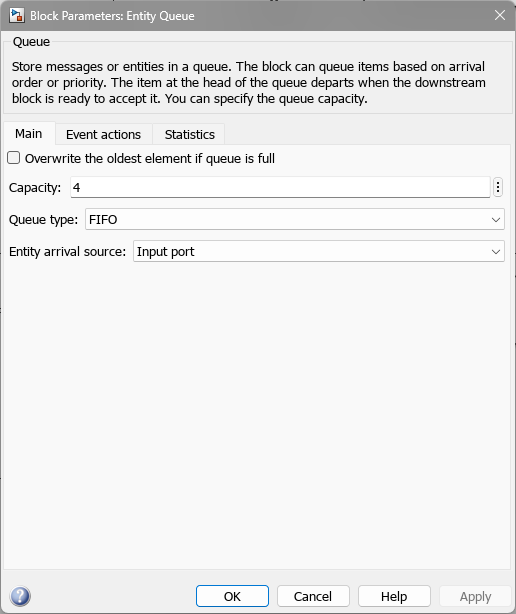 Block Parameters: Entity Queue
Queue
Store messages or entities in a queue. The block can queue items based on arrival
order or priority. The item at the head of the queue departs when the downstream
block is ready to accept it. You can specify the queue capacity.
Main Event actions Statistics
Overwrite the oldest element if queue is full
Capacity: 4
Queue type: FIFO
Entity arrival source: Input port
OK Cancel Help Apply